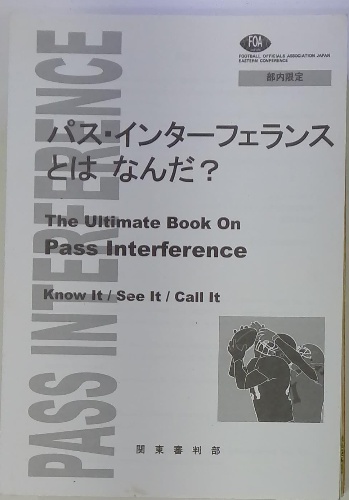 FOA
FOOTBALL OFFICIALS ASSOCIATION JAPAN
EASTERN CONFERENCE
部内限定
PASS INTERFERENCE
パス・インターフェランス
とは なんだ？
The Ultimate Book On
Pass Interference
Know It / See It / Call It
関東審判部